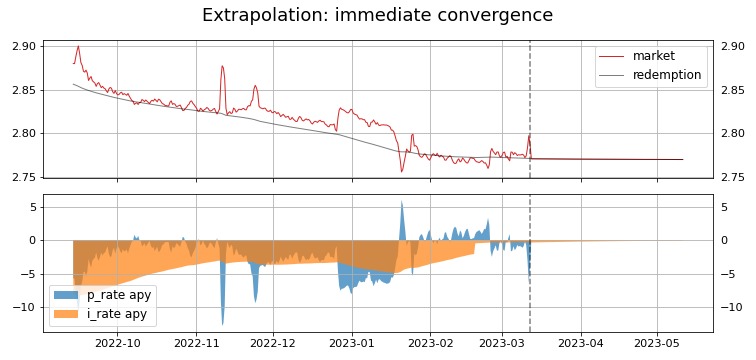 Extrapolation: immediate convergence
2.90 2.90
2.85 2.85
2.80 2.80
2.75 2.75
market
redemption
5 5
0 0
−5 −5
−10 −10
p_rate apy
i_rate apy
2022-10 2022-11 2022-12 2023-01 2023-02 2023-03 2023-04 2023-05